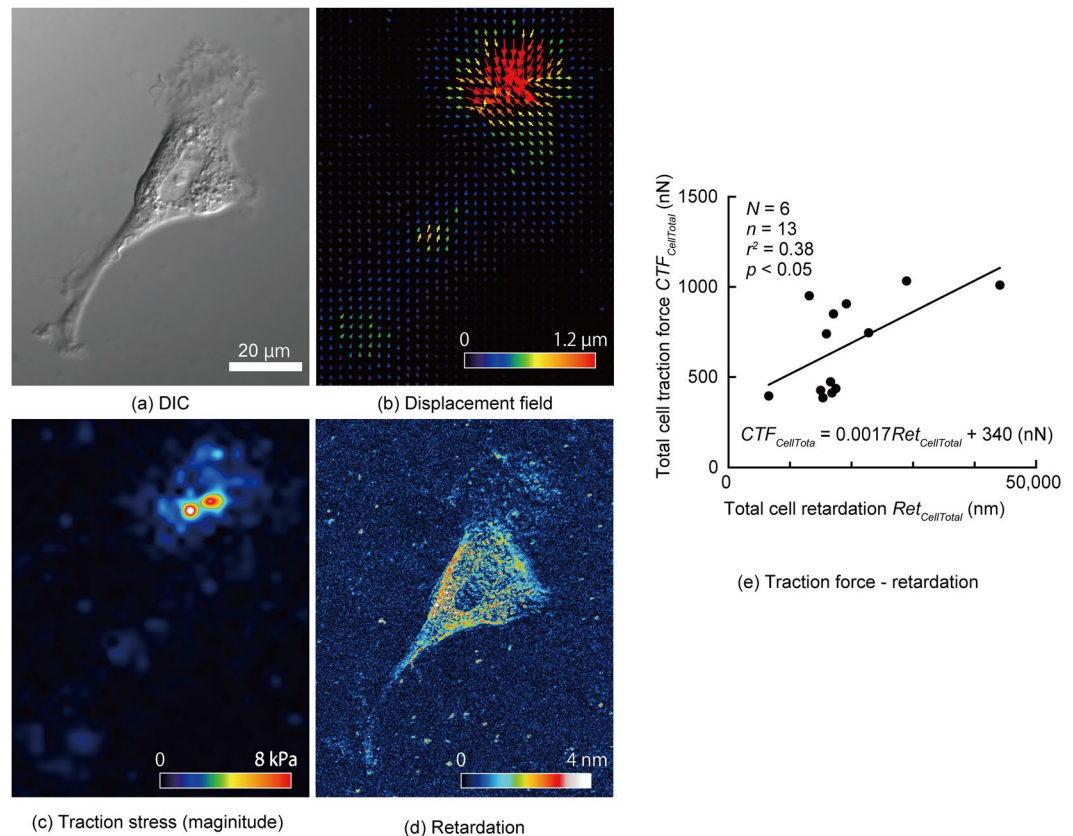 20 μm
(a) DIC
0 1.2 μm
(b) Displacement field
0 8 kPa
(c) Traction stress (maginitude)
0 4 nm
(d) Retardation
Total cell traction force CTF_CellTotal (nN)
1500
1000
500
0
N = 6
n = 13
r² = 0.38
p < 0.05
CTF_CellTota = 0.0017Ret_CellTotal + 340 (nN)
0 50,000
Total cell retardation Ret_CellTotal (nm)
(e) Traction force - retardation